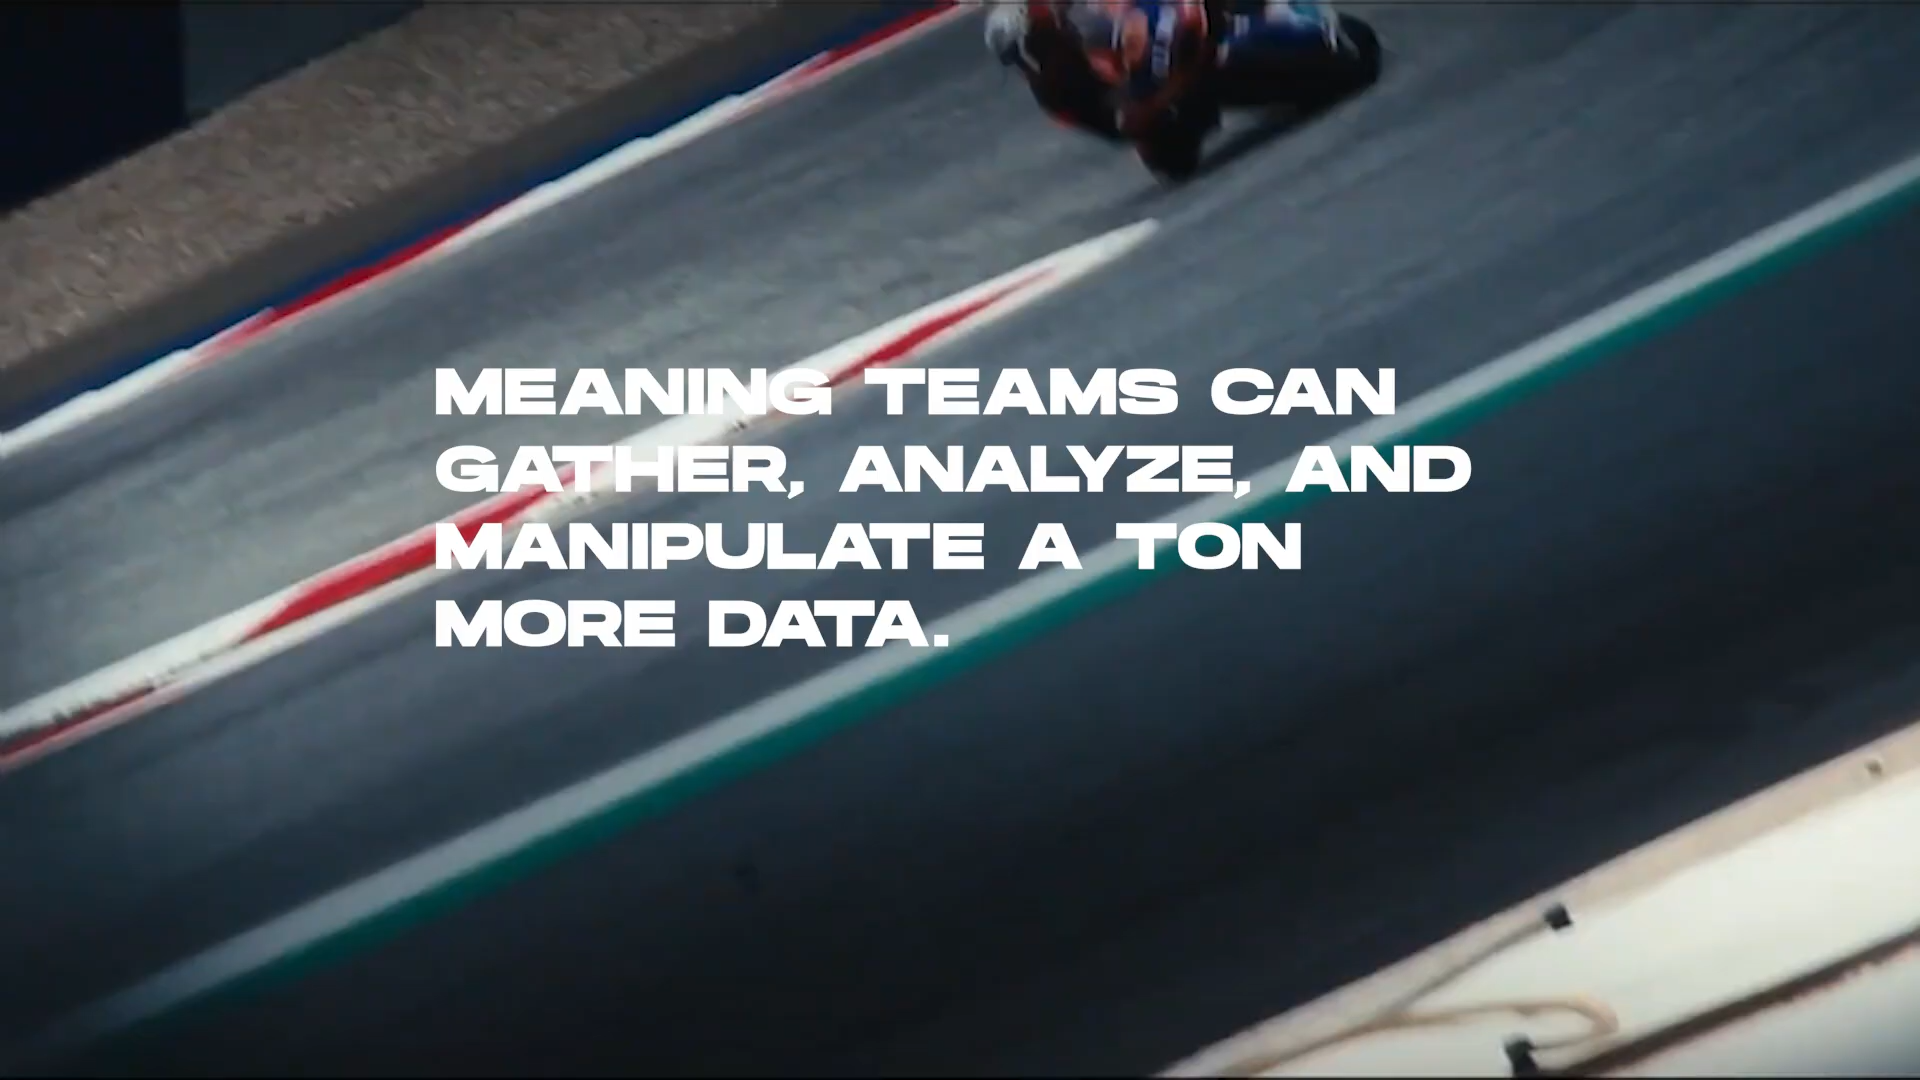 MEANING TEAMS CAN
GATHER, ANALYZE, AND
MANIPULATE A TON
MORE DATA.